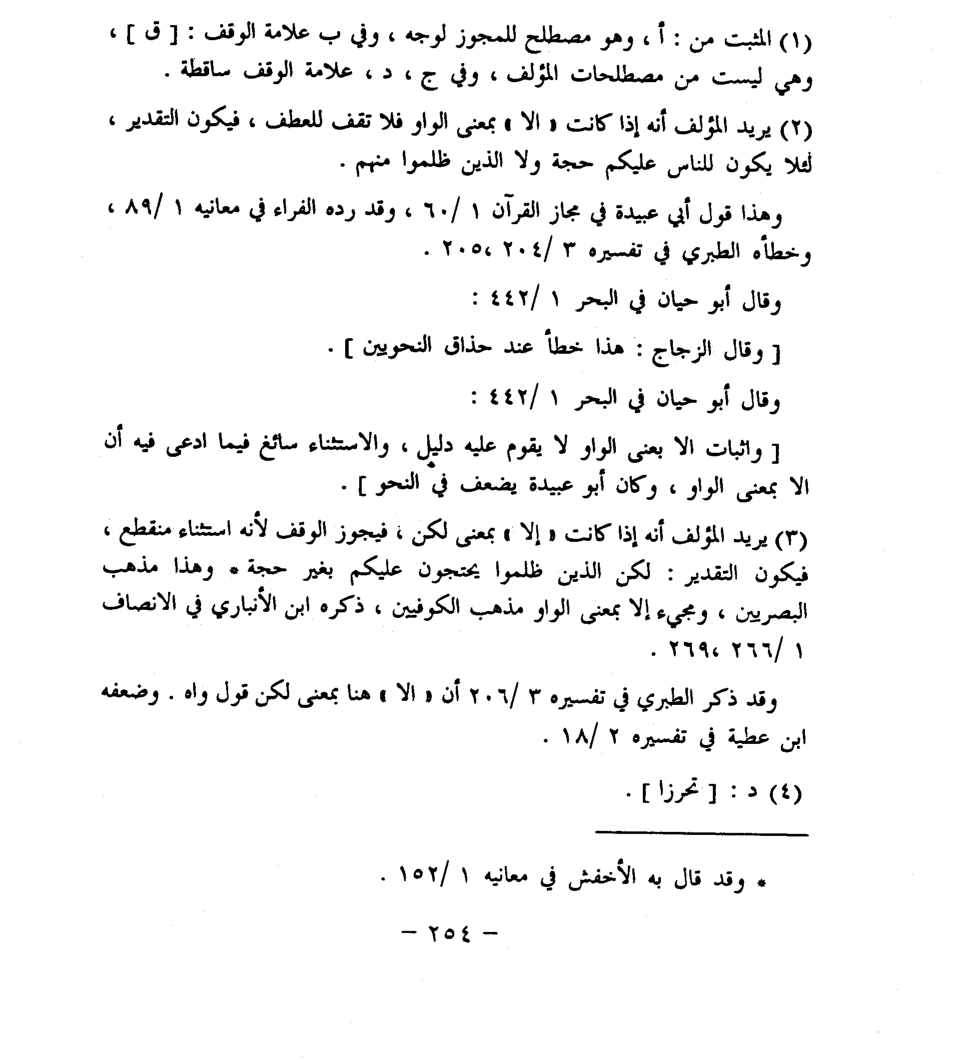 (١) المثبت من : أ ، وهو مصطلح للمجوز لوجه ، وفي ب علامة الوقف : [ ق ] ،
وهي ليست من مصطلحات المؤلف ، وفي ج ، د ، علامة الوقف ساقطة .
(٢) يريد المؤلف أنه إذا كانت « الا » بمعنى الواو فلا تقف للعطف ، فيكون التقدير ،
لئلا يكون للناس عليكم حجة ولا الذين ظلموا منهم .
وهذا قول أبي عبيدة في مجاز القرآن ١ /٦٠ ، وقد رده الفراء في معانيه ١ /٨٩ ،
وخطأه الطبري في تفسيره ٣ /٢٠٤ ،٢٠٥ .
وقال أبو حيان في البحر ١ /٤٤٢ :
[ وقال الزجاج : هذا خطأ عند حذاق النحويين ] .
وقال أبو حيان في البحر ١ /٤٤٢ :
[ واثبات الا بعنى الواو لا يقوم عليه دليل ، والاستثناء سائغ فيما ادعى فيه أن
الا بمعنى الواو ، وكان أبو عبيدة يضعف في النحو ] .
(٣) يريد المؤلف أنه إذا كانت « إلا » بمعنى لكن ، فيجوز الوقف لأنه استثناء منقطع ،
فيكون التقدير : لكن الذين ظلموا يحتجون عليكم بغير حجة * وهذا مذهب
البصريين ، ومجيء إلا بمعنى الواو مذهب الكوفيين ، ذكره ابن الأنباري في الانصاف
١ /٢٦٦ ،٢٦٩ .
وقد ذكر الطبري في تفسيره ٣ /٢٠٦ أن « الا » هنا بمعنى لكن قول واه . وضعفه
ابن عطية في تفسيره ٢ /١٨ .
(٤) د : [ تحرزا ] .
* وقد قال به الأخفش في معانيه ١ /١٥٢ .
– ٢٥٤ –